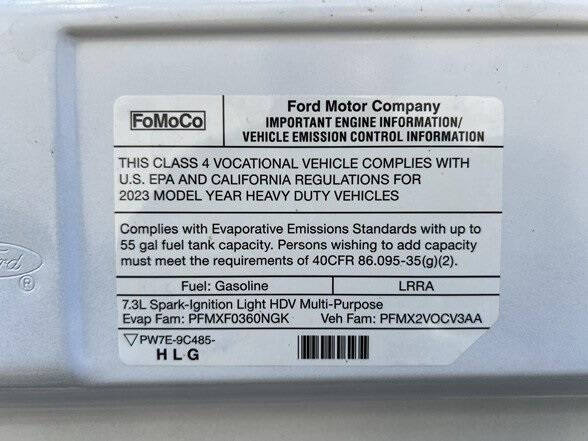 FoMoCo
Ford Motor Company
IMPORTANT ENGINE INFORMATION/
VEHICLE EMISSION CONTROL INFORMATION
THIS CLASS 4 VOCATIONAL VEHICLE COMPLIES WITH
U.S. EPA AND CALIFORNIA REGULATIONS FOR
2023 MODEL YEAR HEAVY DUTY VEHICLES
Complies with Evaporative Emissions Standards with up to
55 gal fuel tank capacity. Persons wishing to add capacity
must meet the requirements of 40CFR 86.095-35(g)(2).
Fuel: Gasoline LRRA
7.3L Spark-Ignition Light HDV Multi-Purpose
Evap Fam: PFMXF0360NGK Veh Fam: PFMX2VOCV3AA
PW7E-9C485-
HLG
®